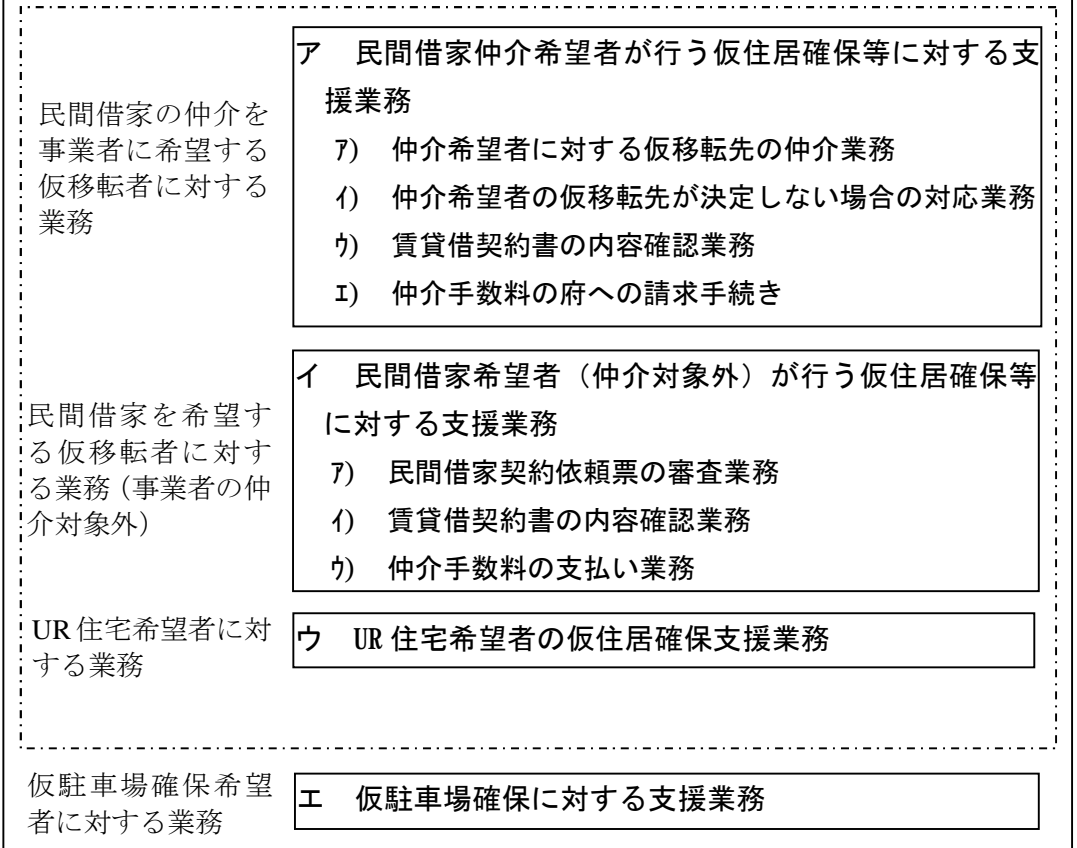 民間借家の仲介を
事業者に希望する
仮移転者に対する
業務
ア 民間借家仲介希望者が行う仮住居確保等に対する支
援業務
ｱ) 仲介希望者に対する仮移転先の仲介業務
ｲ) 仲介希望者の仮移転先が決定しない場合の対応業務
ｳ) 賃貸借契約書の内容確認業務
ｴ) 仲介手数料の府への請求手続き
民間借家を希望す
る仮移転者に対す
る業務（事業者の仲
介対象外）
イ 民間借家希望者（仲介対象外）が行う仮住居確保等
に対する支援業務
ｱ) 民間借家契約依頼票の審査業務
ｲ) 賃貸借契約書の内容確認業務
ｳ) 仲介手数料の支払い業務
UR住宅希望者に対
する業務
ウ UR住宅希望者の仮住居確保支援業務
仮駐車場確保希望
者に対する業務
エ 仮駐車場確保に対する支援業務